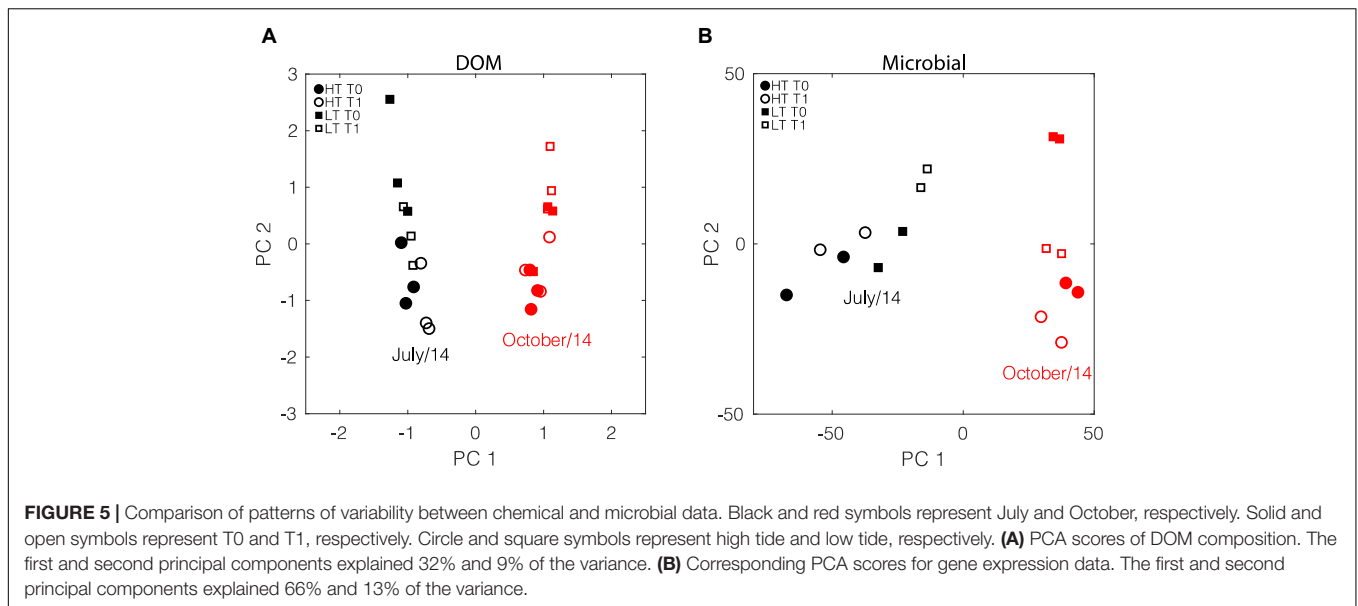 A
DOM
3
2
1
0
-1
-2
-3
PC 2
HT T0
HT T1
LT T0
LT T1
July/14
October/14
-2
-1
0
1
2
PC 1
B
Microbial
50
0
-50
PC 2
HT T0
HT T1
LT T0
LT T1
July/14
October/14
-50
0
50
PC 1
FIGURE 5 | Comparison of patterns of variability between chemical and microbial data. Black and red symbols represent July and October, respectively. Solid and
open symbols represent T0 and T1, respectively. Circle and square symbols represent high tide and low tide, respectively. (A) PCA scores of DOM composition. The
first and second principal components explained 32% and 9% of the variance. (B) Corresponding PCA scores for gene expression data. The first and second
principal components explained 66% and 13% of the variance.